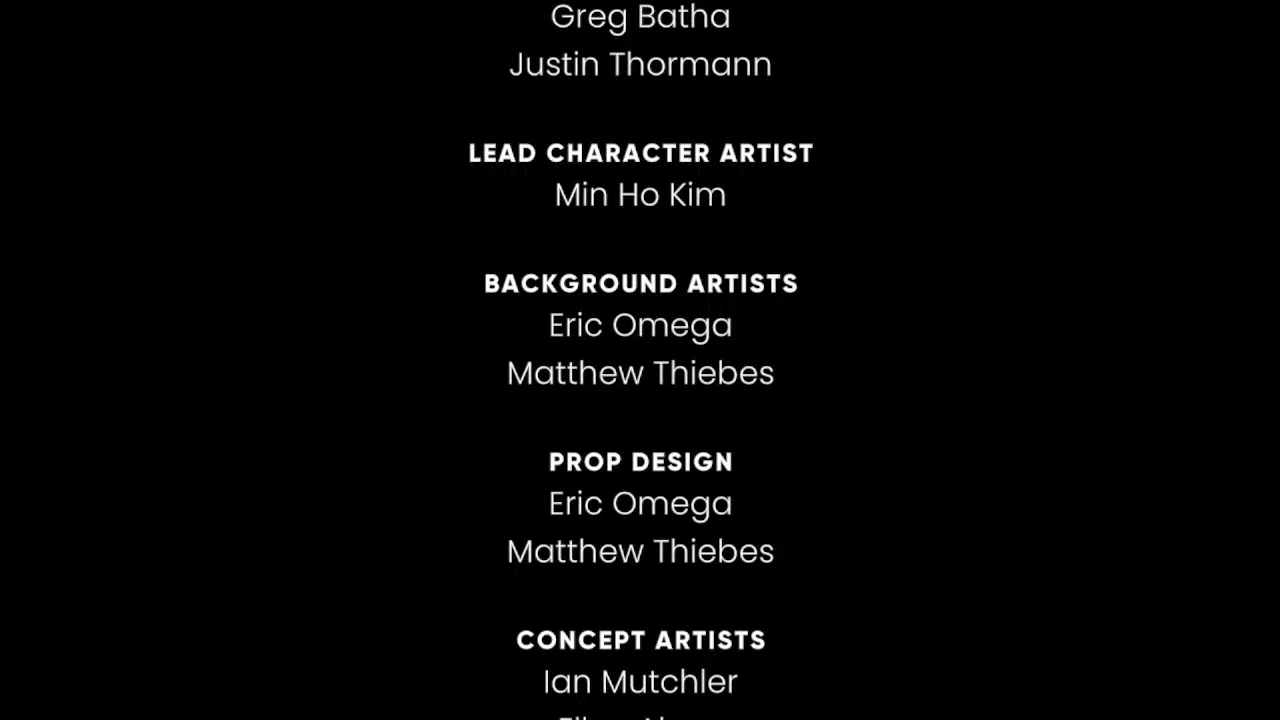 Greg Batha
Justin Thormann
LEAD CHARACTER ARTIST
Min Ho Kim
BACKGROUND ARTISTS
Eric Omega
Matthew Thiebes
PROP DESIGN
Eric Omega
Matthew Thiebes
CONCEPT ARTISTS
Ian Mutchler